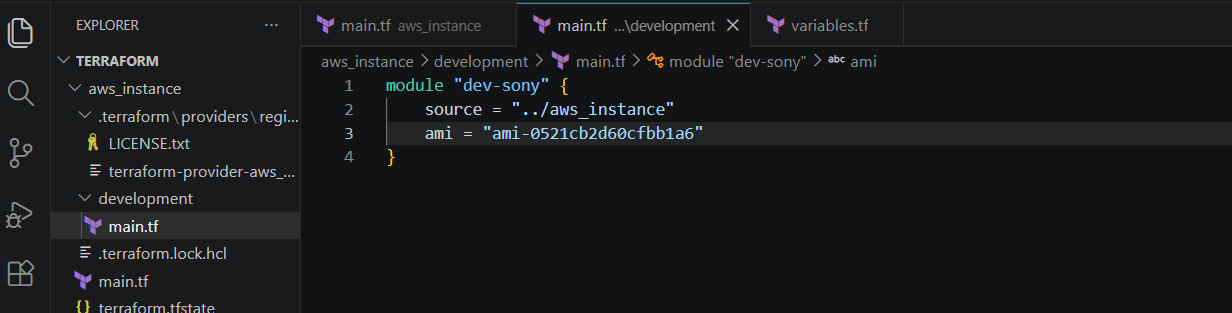 EXPLORER
TERRAFORM
aws_instance
.terraform\providers\regi...
LICENSE.txt
terraform-provider-aws_...
development
main.tf
.terraform.lock.hcl
main.tf
terraform.tfstate
main.tf aws_instance
main.tf ...\development
variables.tf
aws_instance > development > main.tf > module "dev-sony" > abc ami
1 module "dev-sony" {
2 source = "../aws_instance"
3 ami = "ami-0521cb2d60cfbb1a6"
4 }